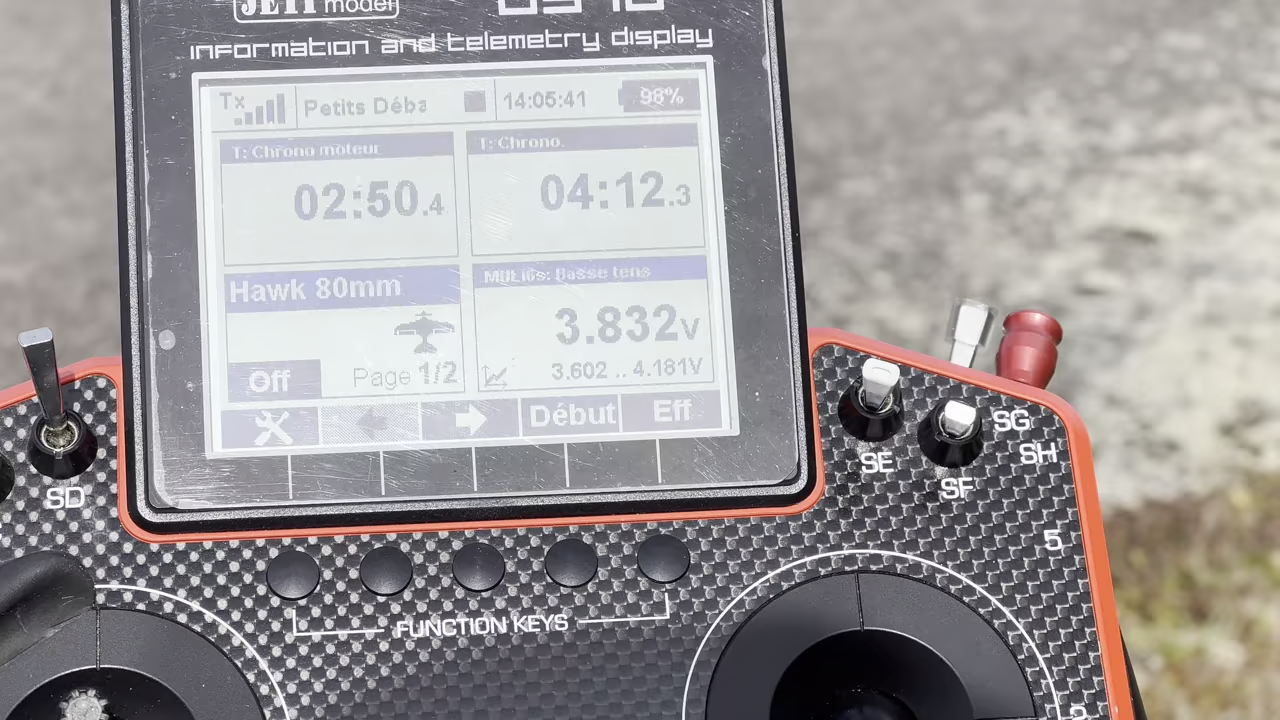 JETI model
information and telemetry display
Tx Petits Déba 14:05:41 98%
T: Chrono moteur
02:50.4
T: Chrono.
04:12.3
Hawk 80mm
Off Page 1/2
MULi6s: Basse tens
3.832V
3.602 .. 4.181V
Début Eff
SD
SE
SF
SG
SH
5
FUNCTION KEYS